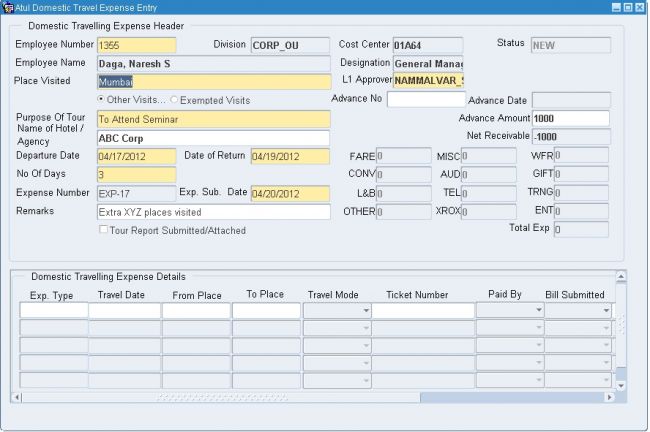 Atul Domestic Travel Expense Entry
Domestic Travelling Expense Header
Employee Number 1355 Division CORP_OU Cost Center 01A64 Status NEW
Employee Name Daga, Naresh S Designation General Manag
Place Visited Mumbai L1 Approver NAMMALVAR_S
Other Visits... Exempted Visits Advance No Advance Date
Purpose Of Tour To Attend Seminar Advance Amount 1000
Name of Hotel / Agency ABC Corp Net Receivable -1000
Departure Date 04/17/2012 Date of Return 04/19/2012 FARE 0 MISC 0 WFR 0
No Of Days 3 CONV 0 AUD 0 GIFT 0
Expense Number EXP-17 Exp. Sub. Date 04/20/2012 L&B 0 TEL 0 TRNG 0
Remarks Extra XYZ places visited OTHER 0 XROX 0 ENT 0
Tour Report Submitted/Attached Total Exp 0
Domestic Travelling Expense Details
Exp. Type Travel Date From Place To Place Travel Mode Ticket Number Paid By Bill Submitted